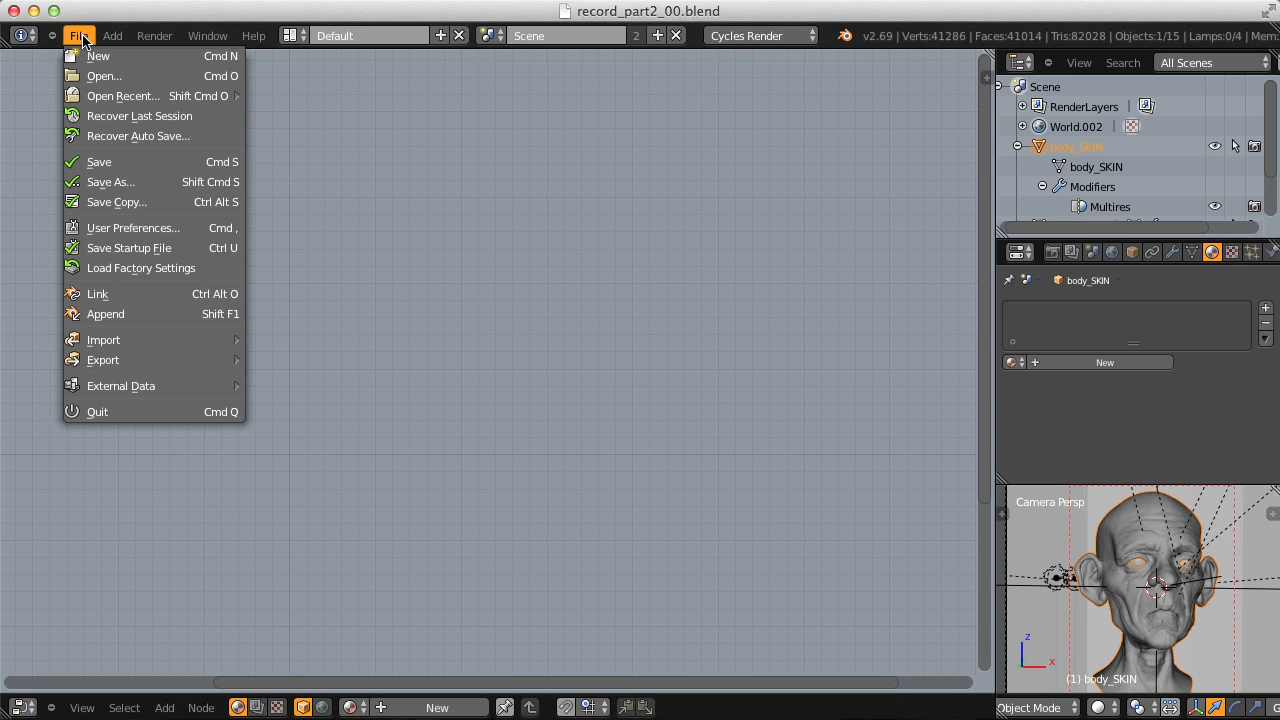 record_part2_00.blend
File Add Render Window Help Default Scene 2 Cycles Render v2.69 | Verts:41286 | Faces:41014 | Tris:82028 | Objects:1/15 | Lamps:0/4 | Mem:
New Cmd N
Open... Cmd O
Open Recent... Shift Cmd O
Recover Last Session
Recover Auto Save...
Save Cmd S
Save As... Shift Cmd S
Save Copy... Ctrl Alt S
User Preferences... Cmd ,
Save Startup File Ctrl U
Load Factory Settings
Link Ctrl Alt O
Append Shift F1
Import
Export
External Data
Quit Cmd Q
View Search All Scenes
Scene
RenderLayers |
World.002 |
body_SKIN
body_SKIN
Modifiers
Multires
body_SKIN
New
Camera Persp
z
x
(1) body_SKIN
View Select Add Node New Object Mode